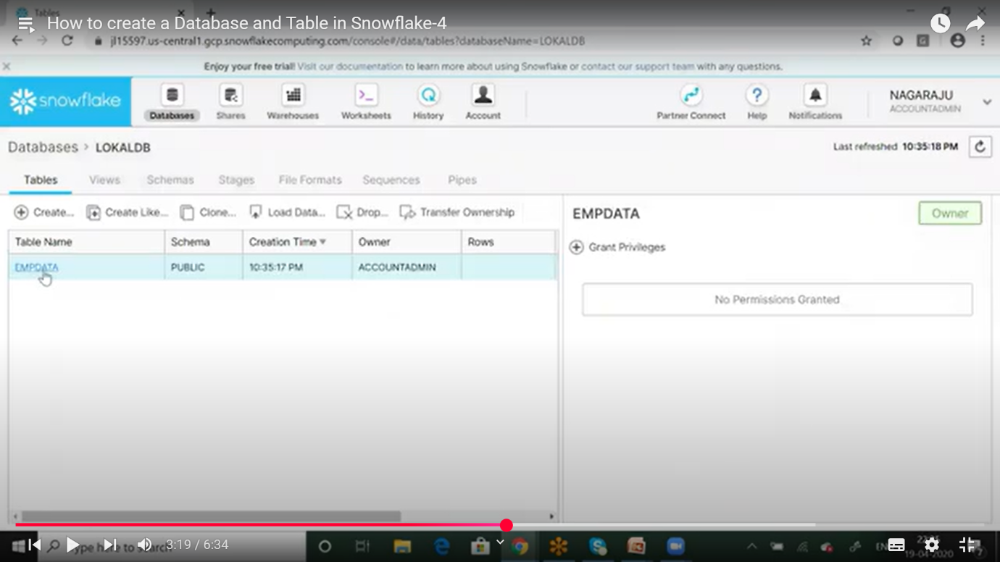 Tables
How to create a Database and Table in Snowflake-4
jl15597.us-central1.gcp.snowflakecomputing.com/console#/data/tables?databaseName=LOKALDB
Enjoy your free trial! Visit our documentation to learn more about using Snowflake or contact our support team with any questions.
snowflake
Databases Shares Warehouses Worksheets History Account Partner Connect Help Notifications
NAGARAJU
ACCOUNTADMIN
Databases > LOKALDB
Last refreshed 10:35:18 PM
Tables Views Schemas Stages File Formats Sequences Pipes
Create... Create Like... Clone... Load Data... Drop... Transfer Ownership
EMPDATA Owner
Table Name Schema Creation Time Owner Rows
Grant Privileges
EMPDATA PUBLIC 10:35:17 PM ACCOUNTADMIN
No Permissions Granted
3:19 / 6:34
Type here to search
19-04-2020